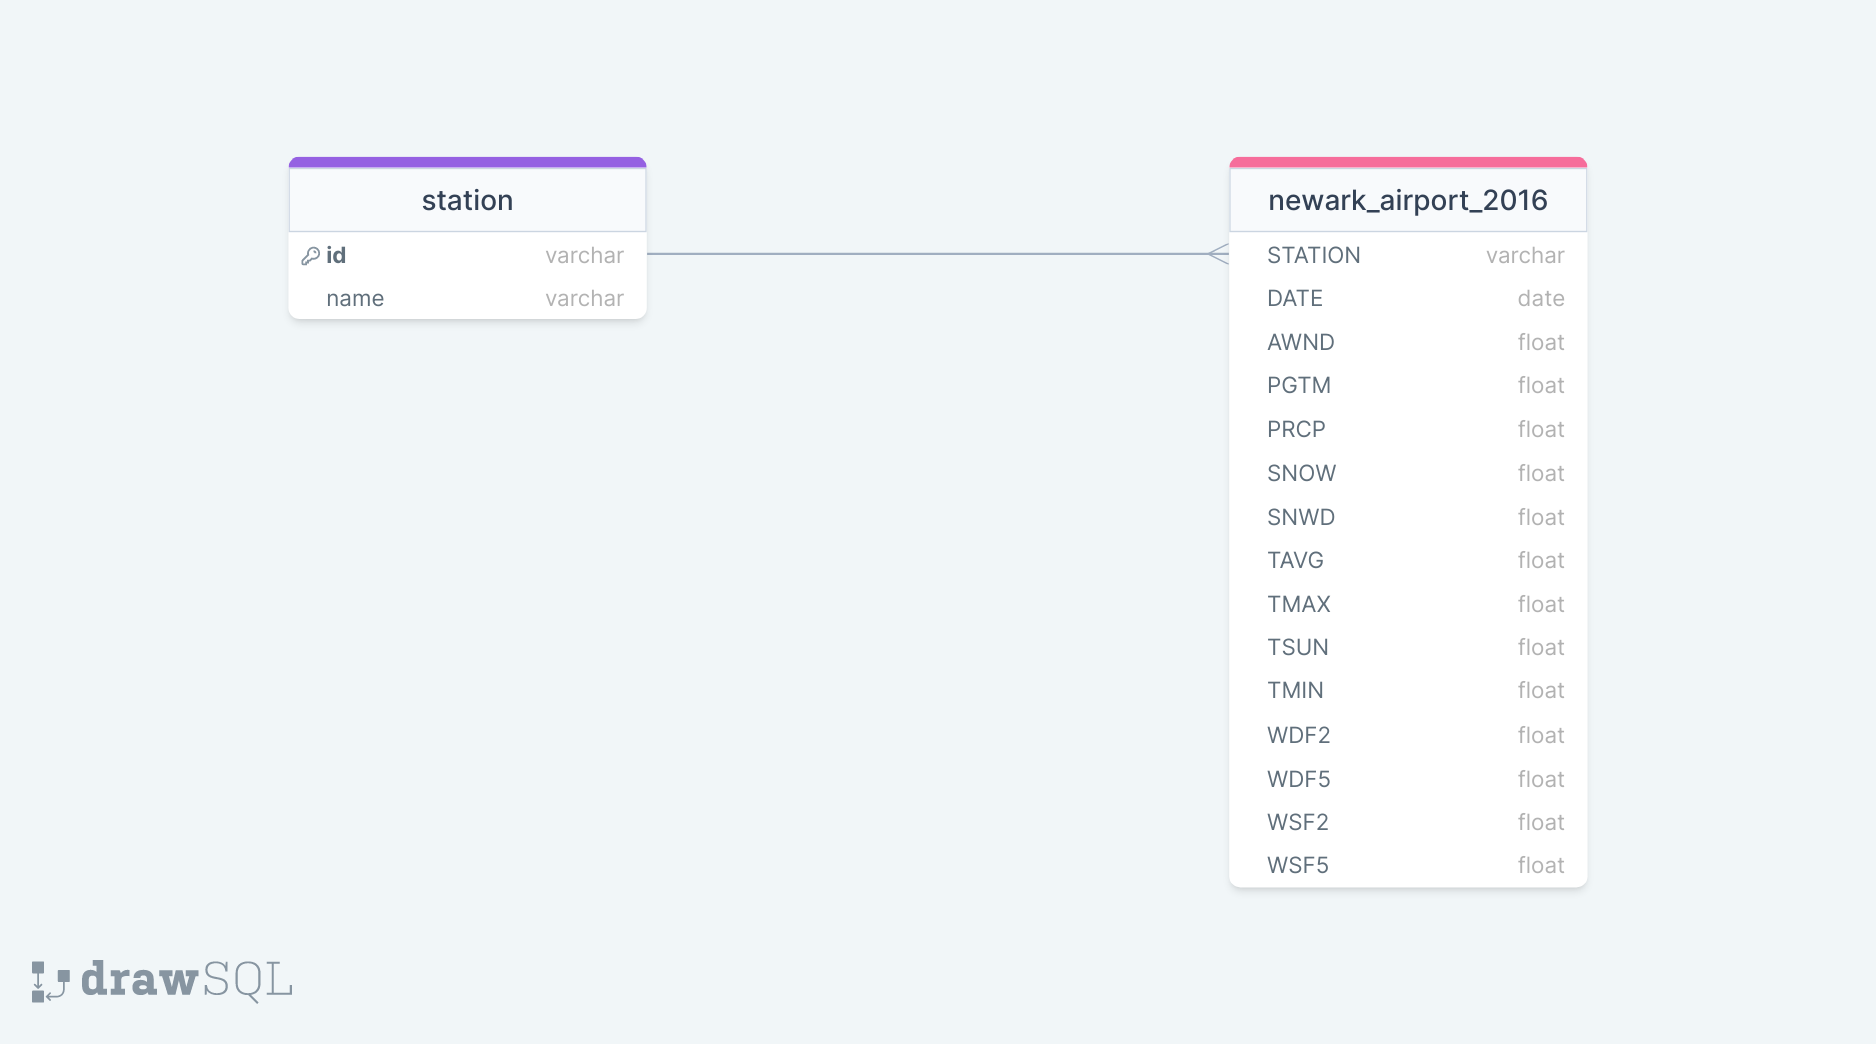 station
id varchar
name varchar
newark_airport_2016
STATION varchar
DATE date
AWND float
PGTM float
PRCP float
SNOW float
SNWD float
TAVG float
TMAX float
TSUN float
TMIN float
WDF2 float
WDF5 float
WSF2 float
WSF5 float
drawSQL